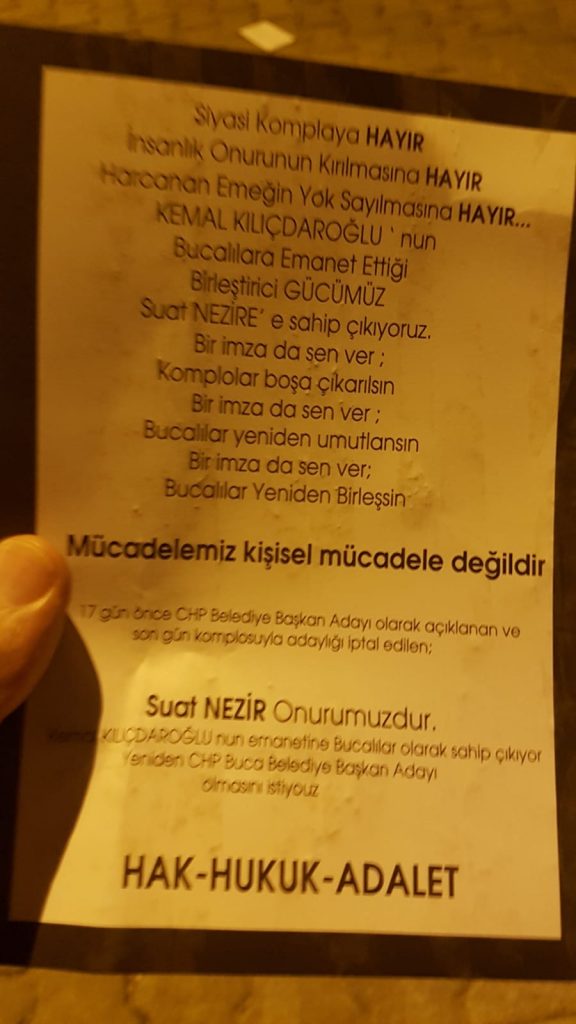 Siyasi Komplaya HAYIR
İnsanlık Onurunun Kırılmasına HAYIR
Harcanan Emeğin Yok Sayılmasına HAYIR...
KEMAL KILIÇDAROĞLU ' nun
Bucalılara Emanet Ettiği
Birleştirici GÜCÜMÜZ
Suat NEZİRE' e sahip çıkıyoruz.
Bir imza da sen ver ;
Komplolar boşa çıkarılsın
Bir imza da sen ver ;
Bucalılar yeniden umutlansın
Bir imza da sen ver;
Bucalılar Yeniden Birleşsin
Mücadelemiz kişisel mücadele değildir
17 gün önce CHP Belediye Başkan Adayı olarak açıklanan ve
son gün komplosuyla adaylığı iptal edilen;
Suat NEZİR Onurumuzdur.
Kemal KILIÇDAROĞLU nun emanetine Bucalılar olarak sahip çıkıyor
Yeniden CHP Buca Belediye Başkan Adayı
olmasını istiyouz
HAK-HUKUK-ADALET